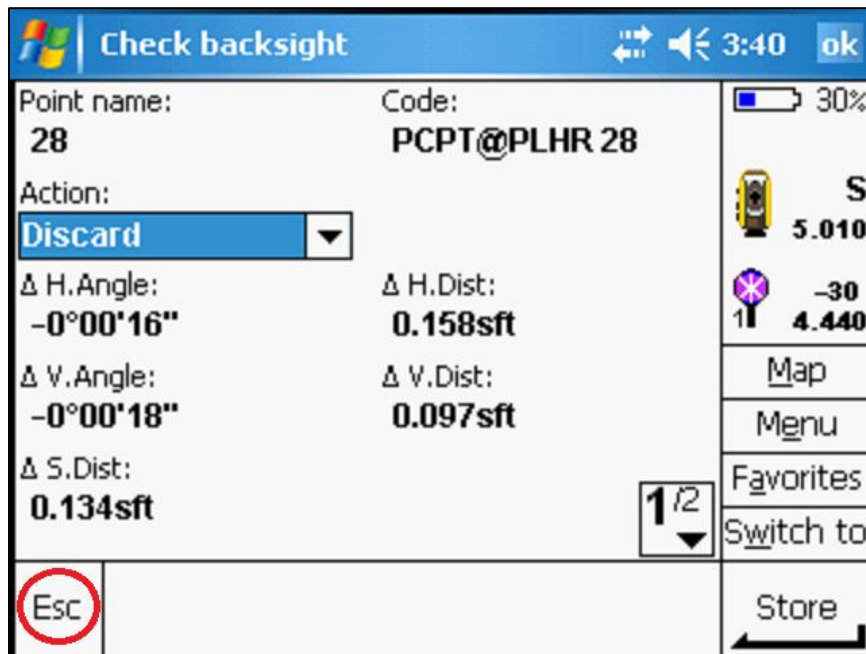 Check backsight 3:40 ok
Point name: Code:
28 PCPT@PLHR 28
30%
Action:
Discard
S
5.010
Δ H.Angle: Δ H.Dist:
-0°00'16" 0.158sft
-30
1 4.440
Δ V.Angle: Δ V.Dist:
-0°00'18" 0.097sft
Map
Menu
Δ S.Dist:
0.134sft
1/2
Favorites
Switch to
Esc Store